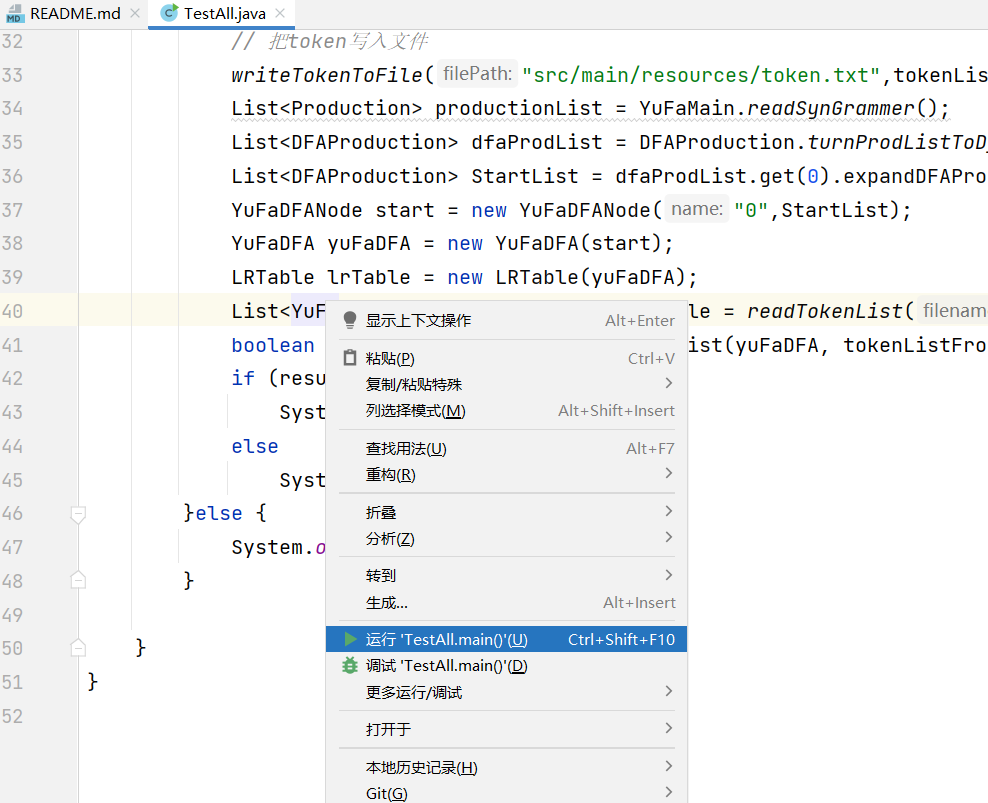 README.md TestAll.java
32 // 把token写入文件
33 writeTokenToFile( filePath: "src/main/resources/token.txt",tokenLis
34 List<Production> productionList = YuFaMain.readSynGrammer();
35 List<DFAProduction> dfaProdList = DFAProduction.turnProdListToD
36 List<DFAProduction> StartList = dfaProdList.get(0).expandDFAPro
37 YuFaDFANode start = new YuFaDFANode( name: "0",StartList);
38 YuFaDFA yuFaDFA = new YuFaDFA(start);
39 LRTable lrTable = new LRTable(yuFaDFA);
40 List<YuF le = readTokenList( filenam
41 boolean ist(yuFaDFA, tokenListFro
42 if (resu
43 Syst
44 else
45 Syst
46 }else {
47 System.o
48 }
49
50 }
51 }
52
显示上下文操作 Alt+Enter
粘贴(P) Ctrl+V
复制/粘贴特殊
列选择模式(M) Alt+Shift+Insert
查找用法(U) Alt+F7
重构(R)
折叠
分析(Z)
转到
生成... Alt+Insert
运行 'TestAll.main()'(U) Ctrl+Shift+F10
调试 'TestAll.main()'(D)
更多运行/调试
打开于
本地历史记录(H)
Git(G)